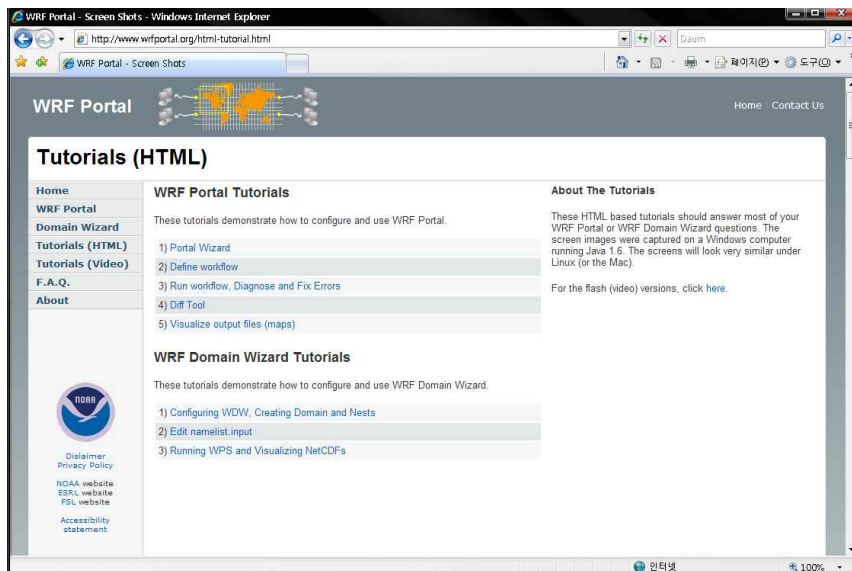 WRF Portal - Screen Shots - Windows Internet Explorer
http://www.wrfportal.org/html-tutorial.html
Daum
WRF Portal - Screen Shots
페이지(P)
도구(O)
WRF Portal
Home
Contact Us
Tutorials (HTML)
Home
WRF Portal
Domain Wizard
Tutorials (HTML)
Tutorials (Video)
F.A.Q.
About
NOAA
Dislaimer
Privacy Policy
NOAA website
ESRL website
FSL website
Accessibility
statement
WRF Portal Tutorials
These tutorials demonstrate how to configure and use WRF Portal.
1) Portal Wizard
2) Define workflow
3) Run workflow, Diagnose and Fix Errors
4) Diff Tool
5) Visualize output files (maps)
WRF Domain Wizard Tutorials
These tutorials demonstrate how to configure and use WRF Domain Wizard.
1) Configuring WDW, Creating Domain and Nests
2) Edit namelist.input
3) Running WPS and Visualizing NetCDFs
About The Tutorials
These HTML based tutorials should answer most of your
WRF Portal or WRF Domain Wizard questions. The
screen images were captured on a Windows computer
running Java 1.6. The screens will look very similar under
Linux (or the Mac).
For the flash (video) versions, click here.
인터넷
100%